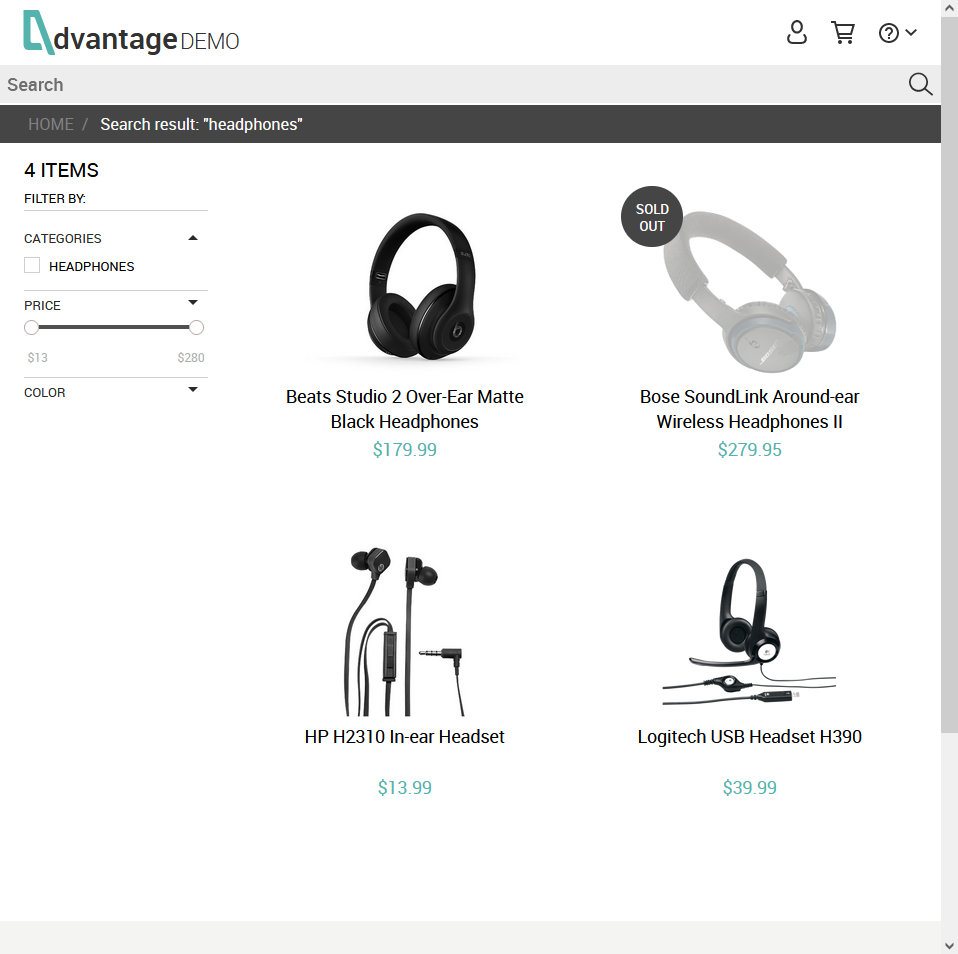 dvantage DEMO
Search
HOME / Search result: "headphones"
4 ITEMS
FILTER BY:
CATEGORIES
HEADPHONES
PRICE
$13 $280
COLOR
Beats Studio 2 Over-Ear Matte
Black Headphones
$179.99
SOLD
OUT
Bose SoundLink Around-ear
Wireless Headphones II
$279.95
HP H2310 In-ear Headset
$13.99
Logitech USB Headset H390
$39.99